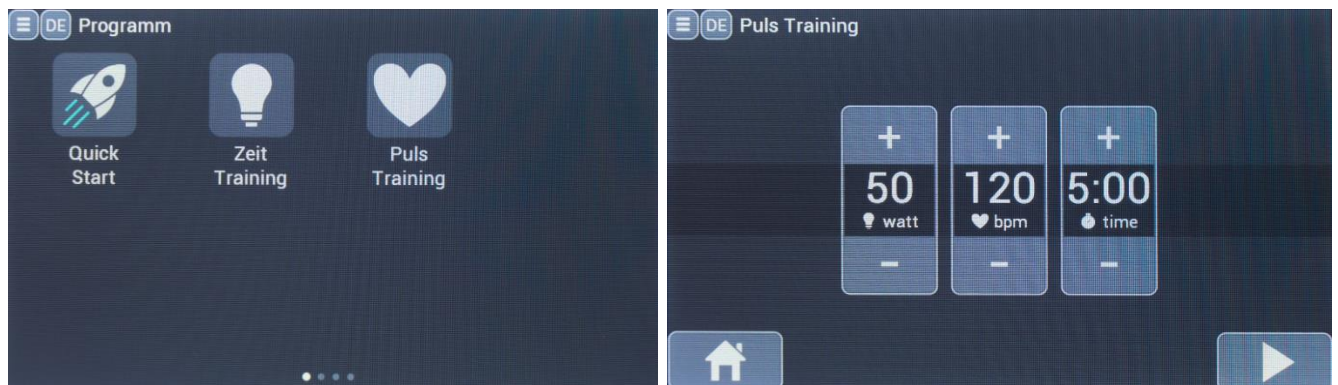 DE Programm
Quick
Start
Zeit
Training
Puls
Training
DE Puls Training
+
+
+
50
120
5:00
watt
bpm
time
-
-
-